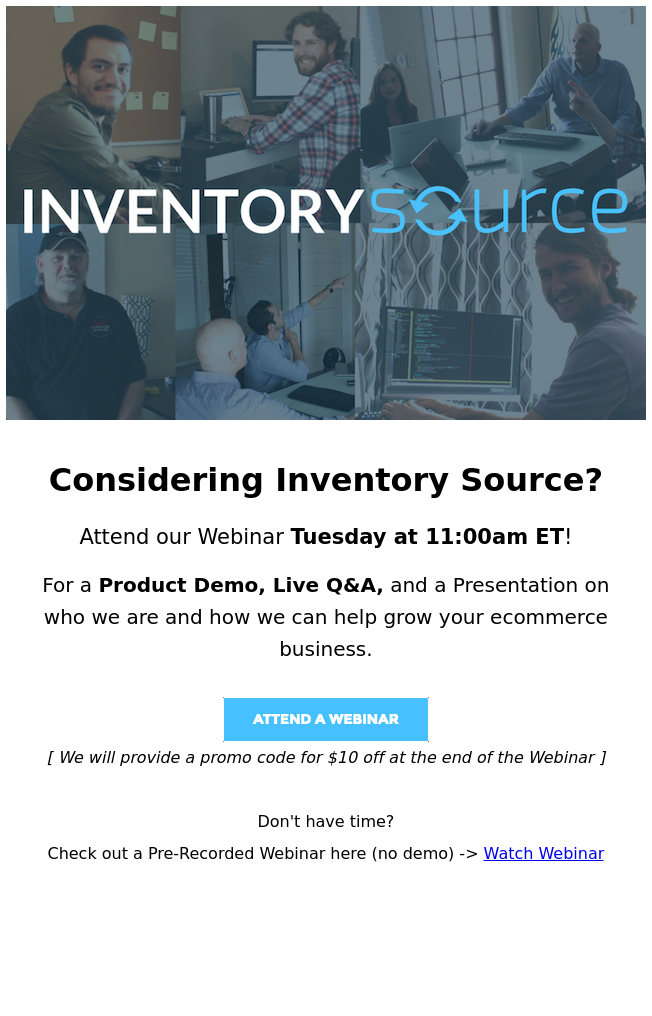 INVENTORY source
Considering Inventory Source?
Attend our Webinar Tuesday at 11:00am ET!
For a Product Demo, Live Q&A, and a Presentation on
who we are and how we can help grow your ecommerce
business.
ATTEND A WEBINAR
[ We will provide a promo code for $10 off at the end of the Webinar ]
Don't have time?
Check out a Pre-Recorded Webinar here (no demo) -> Watch Webinar